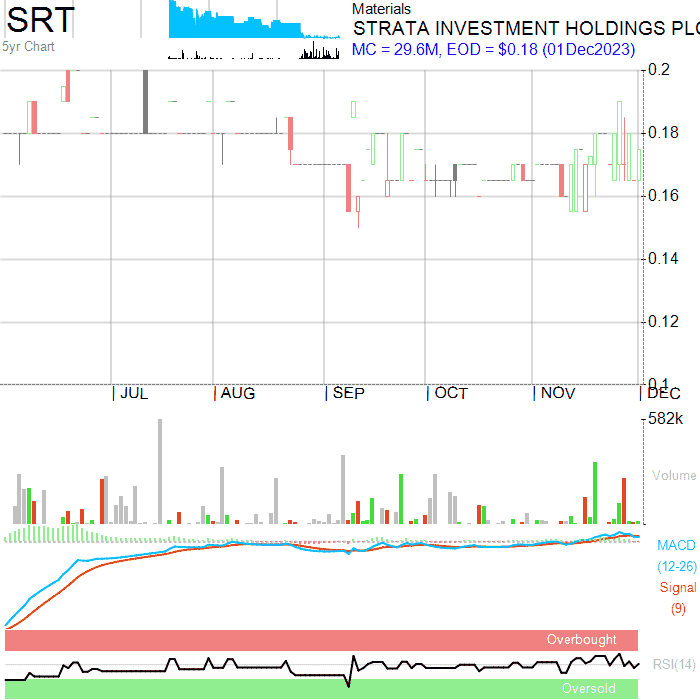 SRT
5yr Chart
Materials
STRATA INVESTMENT HOLDINGS PLC
MC = 29.6M, EOD = $0.18 (01Dec2023)
0.2
0.18
0.16
0.14
0.12
0.1
JUL AUG SEP OCT NOV DEC
582k
Volume
MACD
(12-26)
Signal
(9)
Overbought
RSI(14)
Oversold